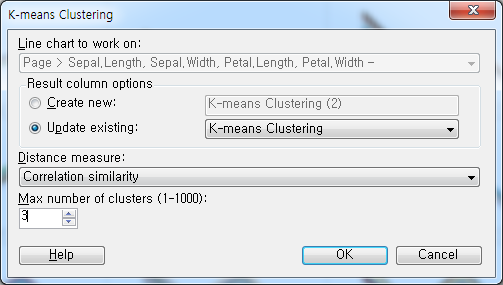 K-means Clustering
Line chart to work on:
Page > Sepal,Length, Sepal,Width, Petal,Length, Petal,Width -
Result column options
Create new:
K-means Clustering (2)
Update existing:
K-means Clustering
Distance measure:
Correlation similarity
Max number of clusters (1-1000):
3
Help
OK
Cancel